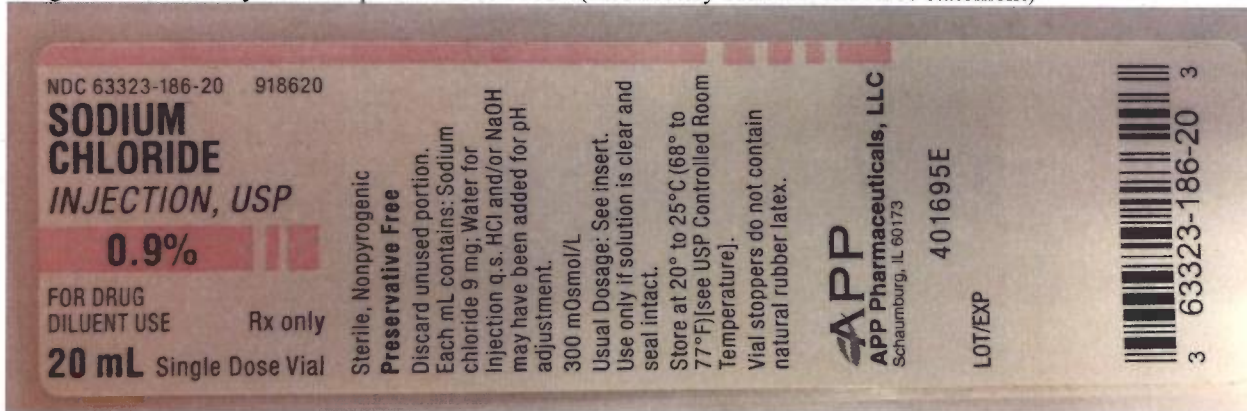 NDC 63323-186-20 918620
SODIUM
CHLORIDE
INJECTION, USP
0.9%
FOR DRUG
DILUENT USE Rx only
20 mL Single Dose Vial
Sterile, Nonpyrogenic
Preservative Free
Discard unused portion.
Each mL contains: Sodium
chloride 9 mg; Water for
Injection q.s. HCl and/or NaOH
may have been added for pH
adjustment.
300 mOsmol/L
Usual Dosage: See insert.
Use only if solution is clear and
seal intact.
Store at 20° to 25°C (68° to
77°F)[see USP Controlled Room
Temperature].
Vial stoppers do not contain
natural rubber latex.
APP
APP Pharmaceuticals, LLC
Schaumburg, IL 60173
401695E
LOT/EXP
3 63323-186-20 3